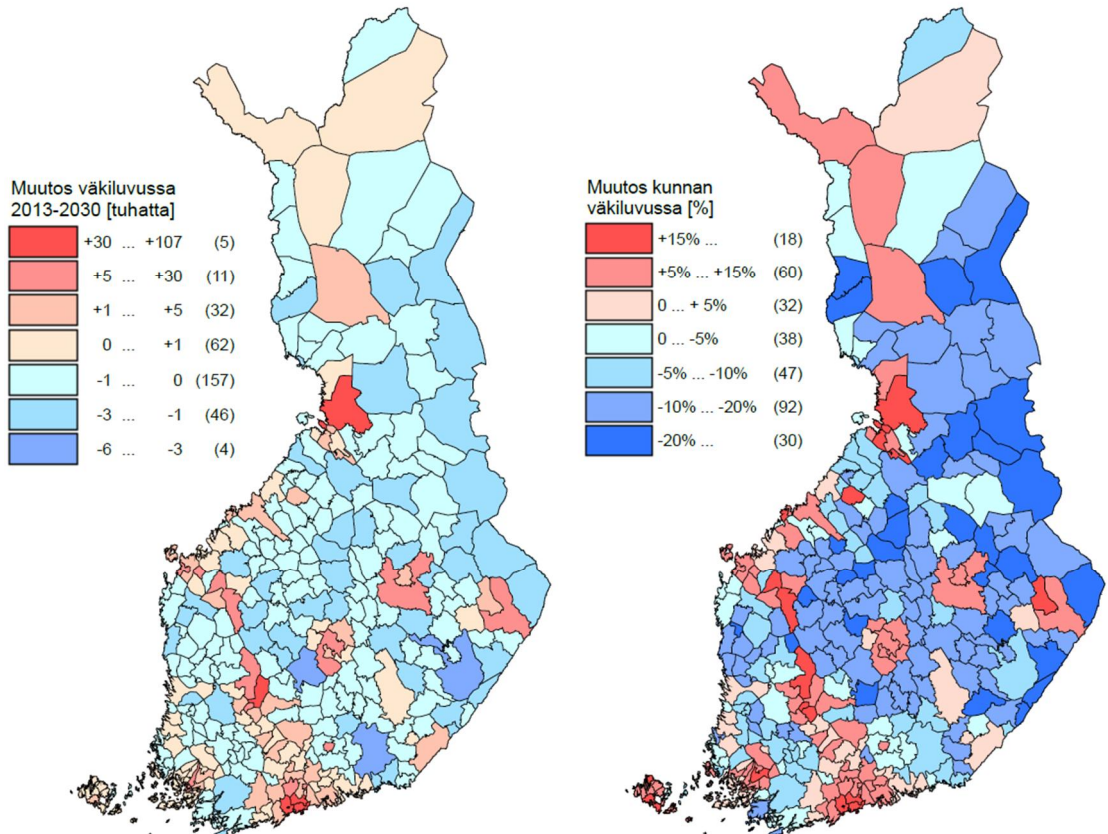 Muutos väkiluvussa
2013-2030 [tuhatta]
+30 ... +107 (5)
+5 ... +30 (11)
+1 ... +5 (32)
0 ... +1 (62)
-1 ... 0 (157)
-3 ... -1 (46)
-6 ... -3 (4)
Muutos kunnan
väkiluvussa [%]
+15% ... (18)
+5% ... +15% (60)
0 ... + 5% (32)
0 ... -5% (38)
-5% ... -10% (47)
-10% ... -20% (92)
-20% ... (30)